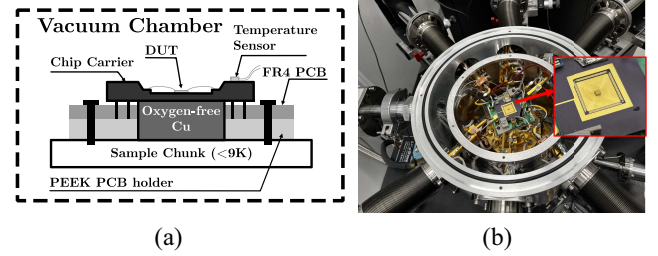 Vacuum Chamber
Temperature
Sensor
DUT
Chip Carrier
FR4 PCB
Oxygen-free
Cu
Sample Chunk (<9K)
PEEK PCB holder
(a)
(b)